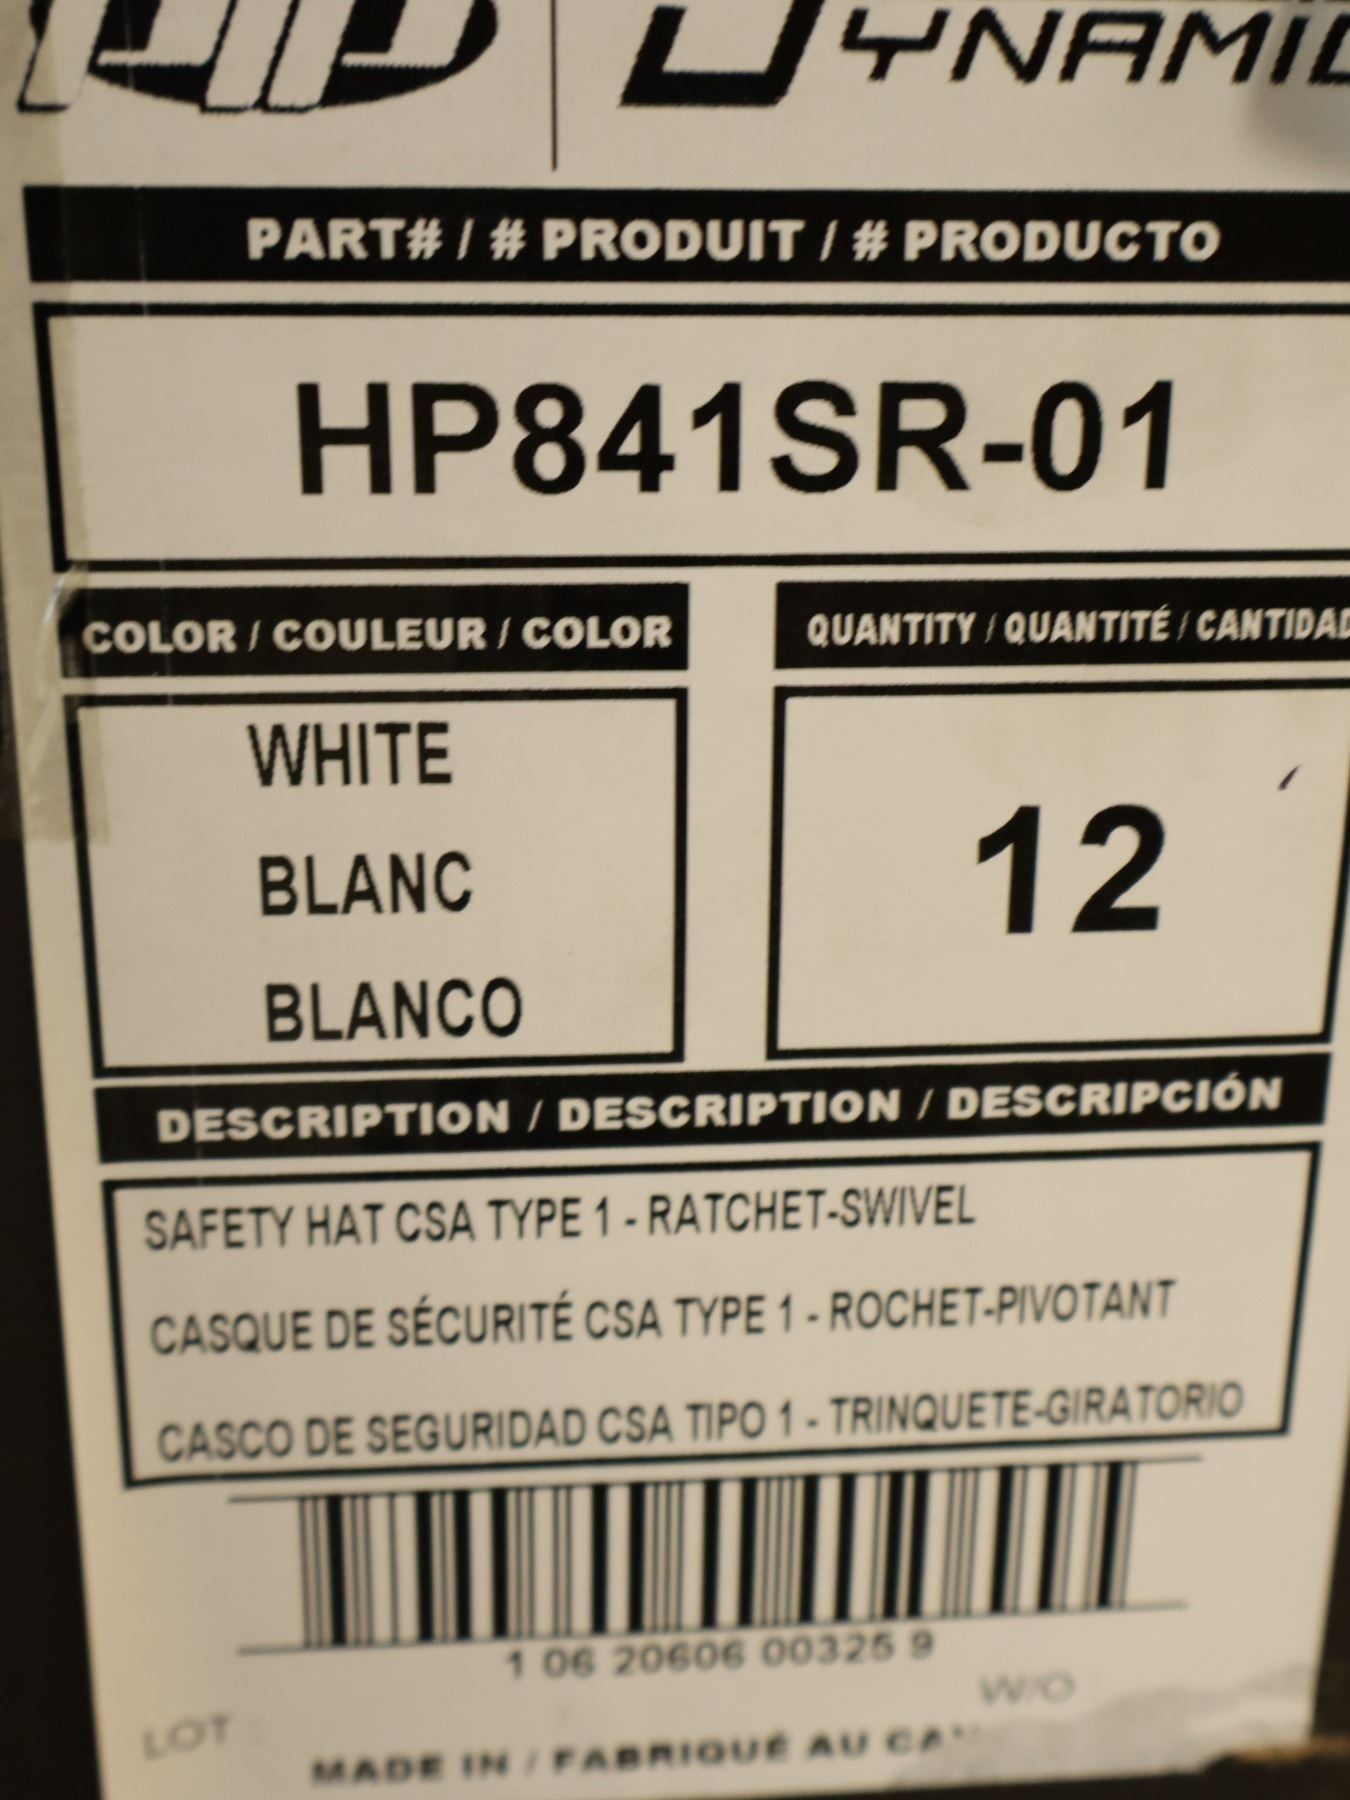 DYNAMIC
PART# / # PRODUIT / # PRODUCTO
HP841SR-01
COLOR / COULEUR / COLOR
QUANTITY / QUANTITÉ / CANTIDAD
WHITE
BLANC
BLANCO
12
DESCRIPTION / DESCRIPTION / DESCRIPCIÓN
SAFETY HAT CSA TYPE 1 - RATCHET-SWIVEL
CASQUE DE SÉCURITÉ CSA TYPE 1 - ROCHET-PIVOTANT
CASCO DE SEGURIDAD CSA TIPO 1 - TRINQUETE-GIRATORIO
1 06 20606 00325 9
W/O
LOT :
MADE IN / FABRIQUÉ AU